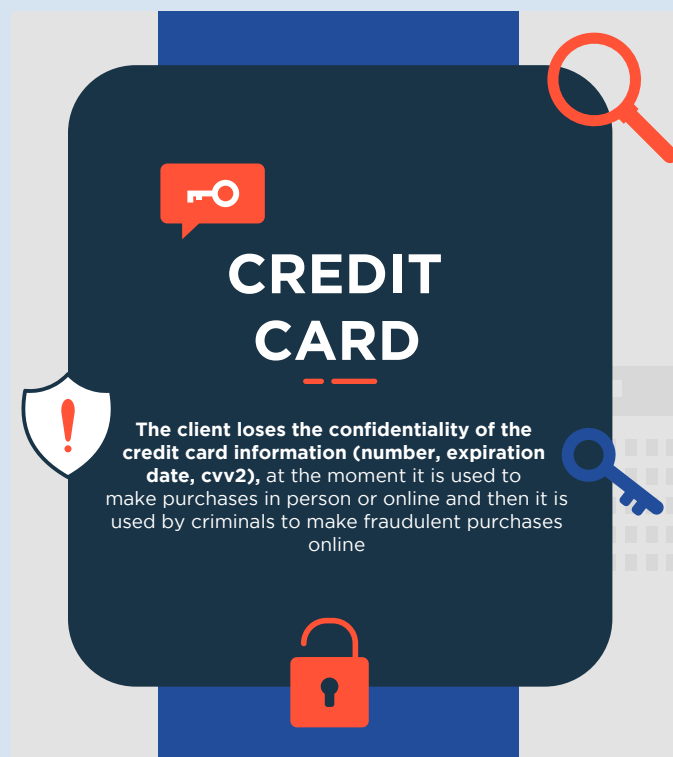 CREDIT
CARD
The client loses the confidentiality of the
credit card information (number, expiration
date, cvv2), at the moment it is used to
make purchases in person or online and then it is
used by criminals to make fraudulent purchases
online